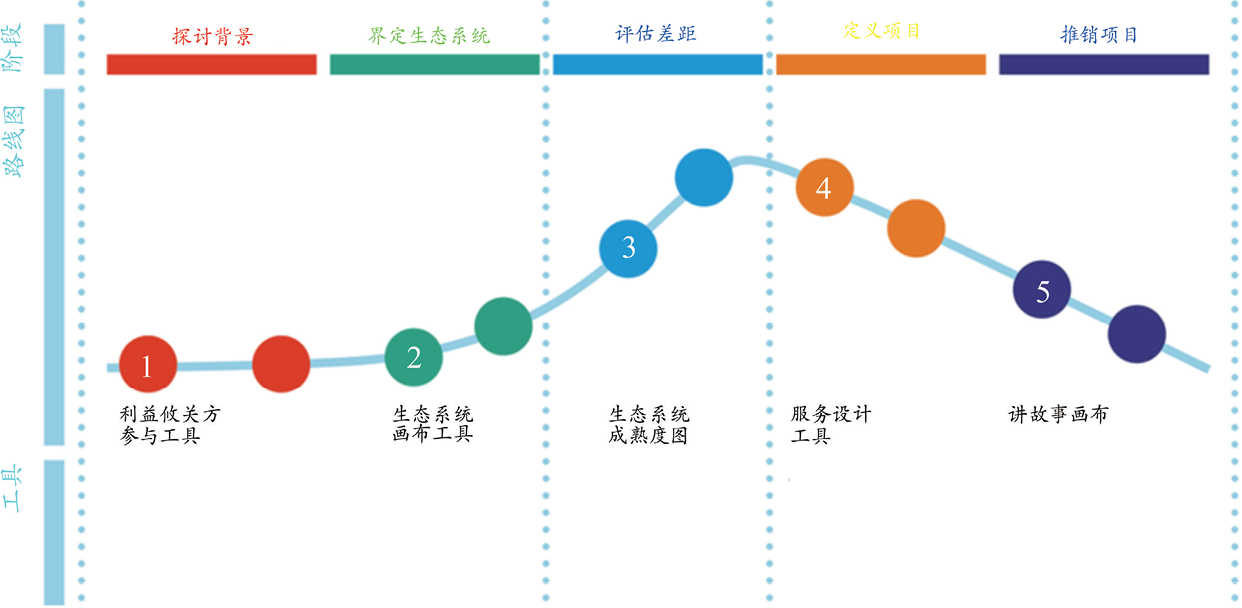 阶段
探讨背景
界定生态系统
评估差距
定义项目
推销项目
路线图
1
2
3
4
5
利益攸关方
参与工具
生态系统
画布工具
生态系统
成熟度图
服务设计
工具
讲故事画布
工具